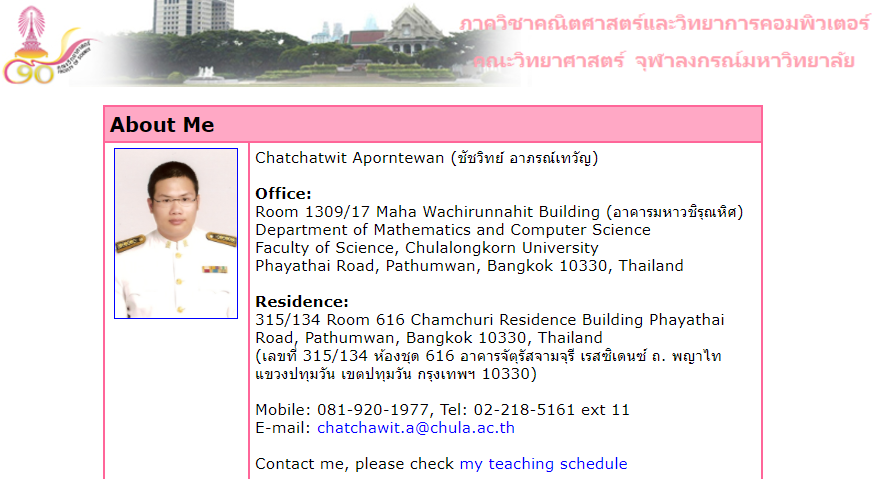 ภาควิชาคณิตศาสตร์และวิทยาการคอมพิวเตอร์
คณะวิทยาศาสตร์ จุฬาลงกรณ์มหาวิทยาลัย
About Me
Chatchatwit Aporntewan (ชัชวิทย์ อาภรณ์เทวัญ)
Office:
Room 1309/17 Maha Wachirunnahit Building (อาคารมหาวชิรุณหิศ)
Department of Mathematics and Computer Science
Faculty of Science, Chulalongkorn University
Phayathai Road, Pathumwan, Bangkok 10330, Thailand
Residence:
315/134 Room 616 Chamchuri Residence Building Phayathai
Road, Pathumwan, Bangkok 10330, Thailand
(เลขที่ 315/134 ห้องชุด 616 อาคารจัตุรัสจามจุรี เรสซิเดนซ์ ถ. พญาไท
แขวงปทุมวัน เขตปทุมวัน กรุงเทพฯ 10330)
Mobile: 081-920-1977, Tel: 02-218-5161 ext 11
E-mail: chatchawit.a@chula.ac.th
Contact me, please check my teaching schedule